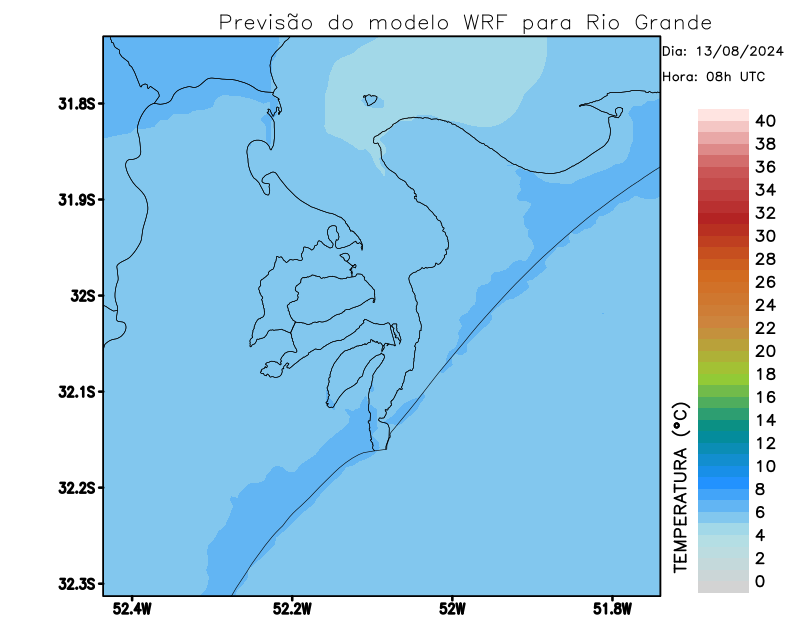 Previsão do modelo WRF para Rio Grande
Dia: 13/08/2024
Hora: 08h UTC
31.8S
31.9S
32S
32.1S
32.2S
32.3S
52.4W
52.2W
52W
51.8W
TEMPERATURA (°C)
40
38
36
34
32
30
28
26
24
22
20
18
16
14
12
10
8
6
4
2
0